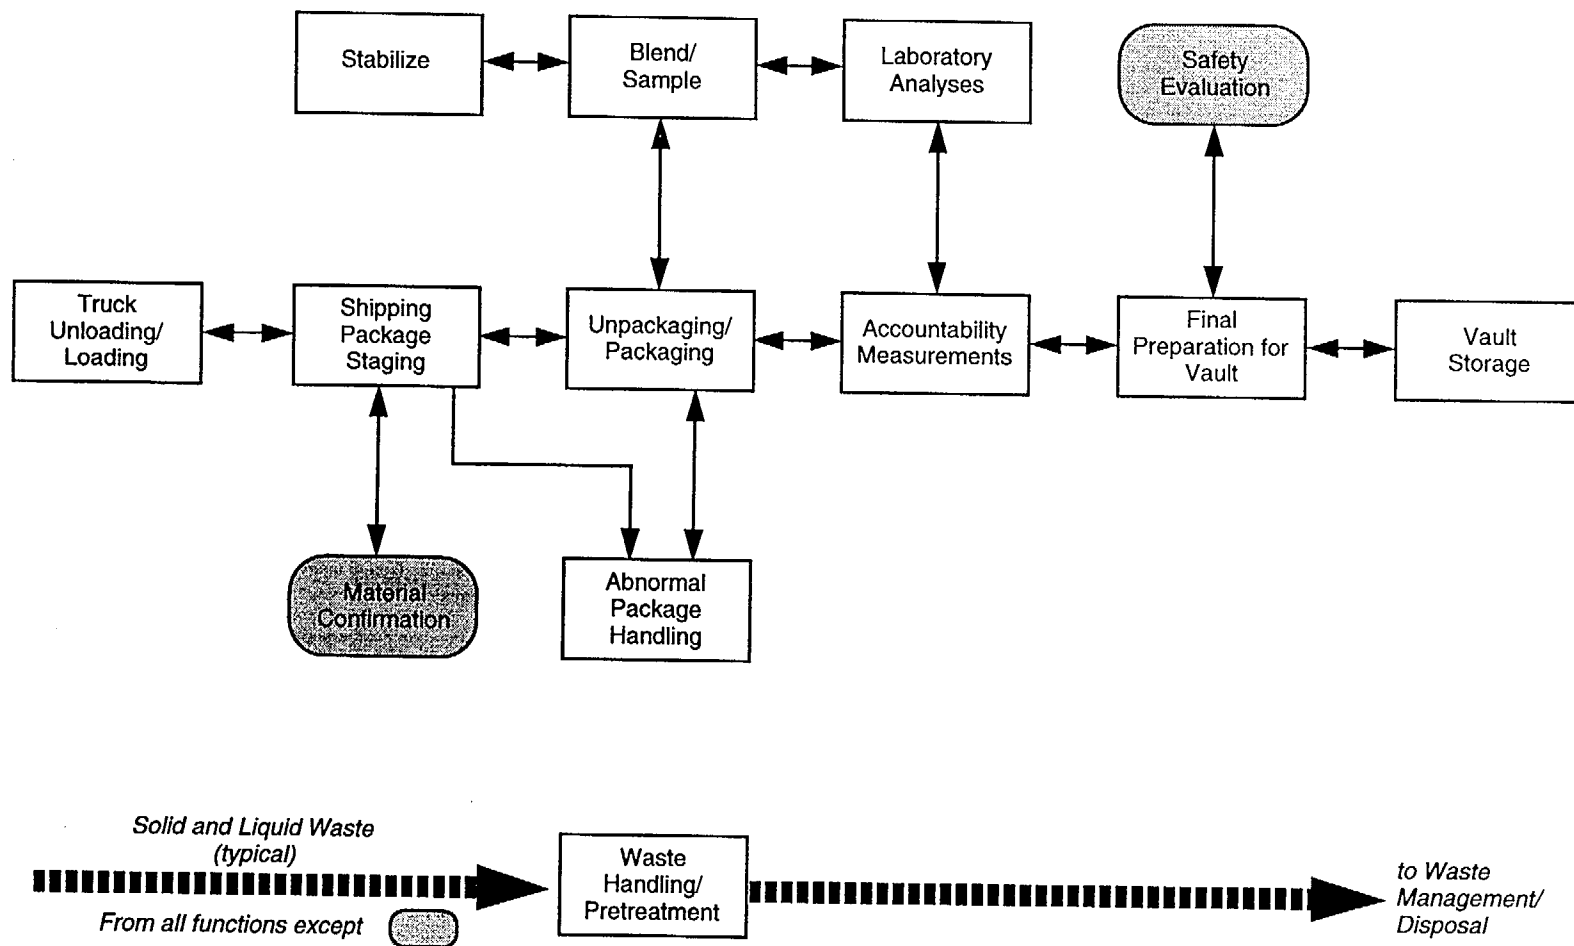 Stabilize
Blend/
Sample
Laboratory
Analyses
Safety
Evaluation
Truck
Unloading/
Loading
Shipping
Package
Staging
Unpackaging/
Packaging
Accountability
Measurements
Final
Preparation for
Vault
Vault
Storage
Material
Confirmation
Abnormal
Package
Handling
Solid and Liquid Waste
(typical)
From all functions except
Waste
Handling/
Pretreatment
to Waste
Management/
Disposal